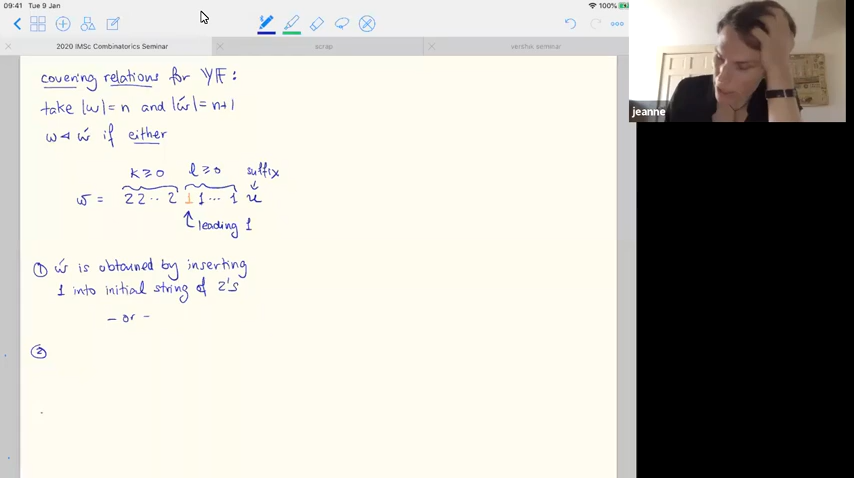 09:41 Tue 9 Jan
100%
2020 IMSc Combinatorics Seminar
scrap
vershik seminar
jeanne
covering relations for 𝕐𝔽:
take |w| = n and |ẃ| = n+1
w ◁ ẃ if either
k ≥ 0 l ≥ 0 suffix
w = 2 2 ·· 2 1 1 ··· 1 u
leading 1
① ẃ is obtained by inserting
1 into initial string of 2's
– or –
②